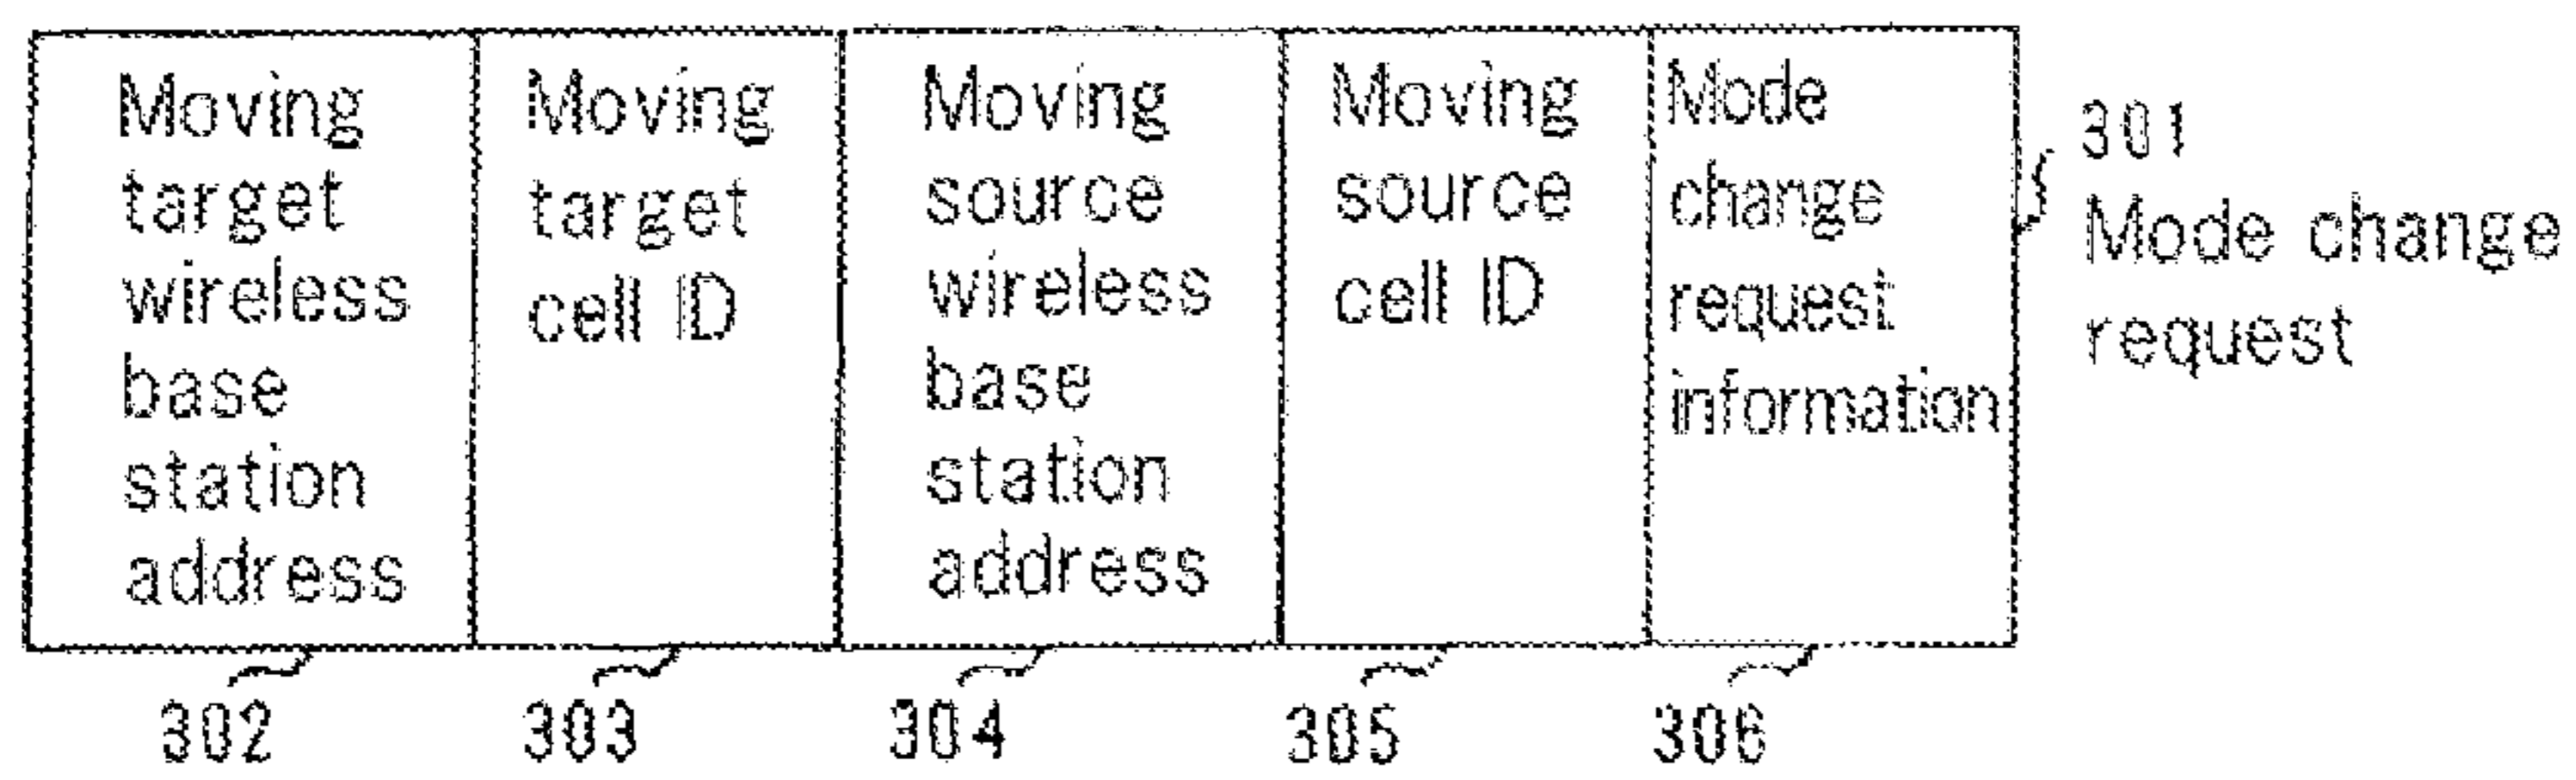 Moving
target
wireless
base
station
address
Moving
target
cell ID
Moving
source
wireless
base
station
address
Moving
source
cell ID
Mode
change
request
information
301
Mode change
request
302
303
304
305
306